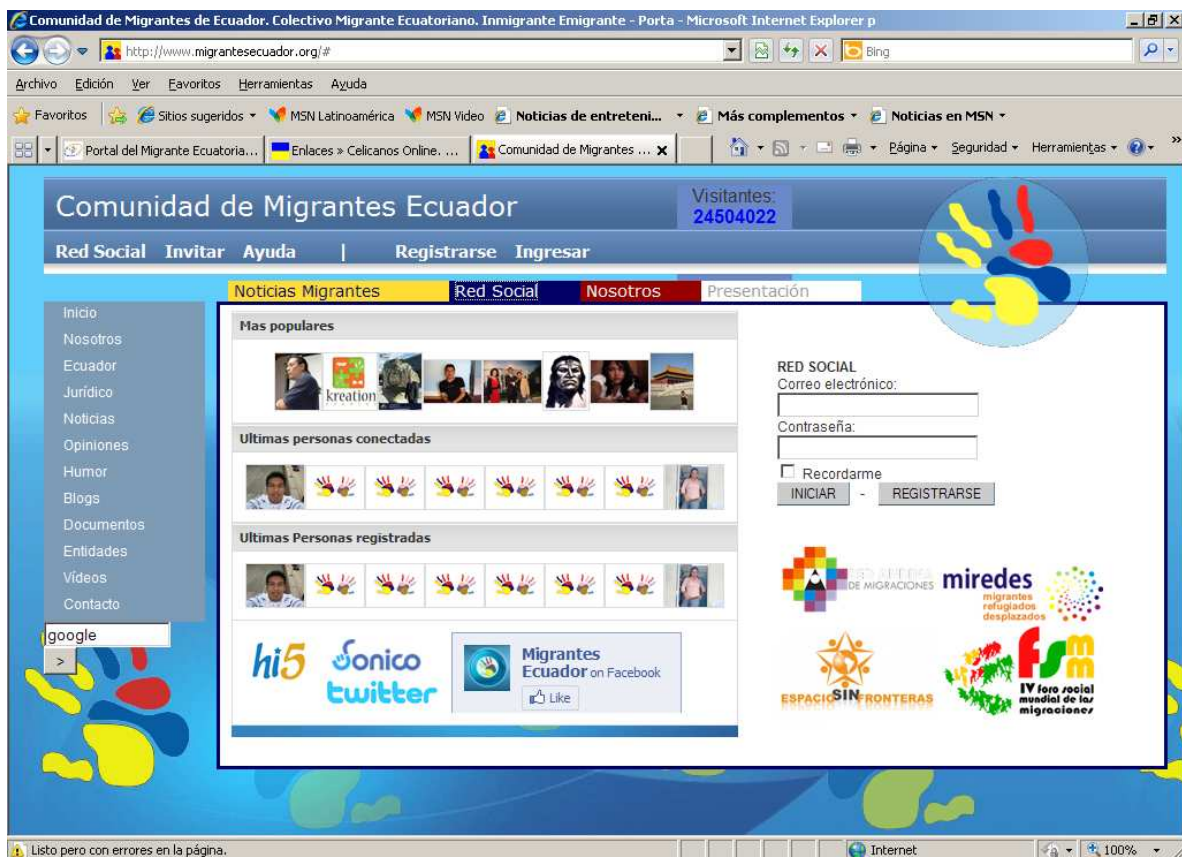 Comunidad de Migrantes de Ecuador. Colectivo Migrante Ecuatoriano. Inmigrante Emigrante - Porta - Microsoft Internet Explorer p
http://www.migrantesecuador.org/#
Bing
Archivo Edición Ver Favoritos Herramientas Ayuda
Favoritos Sitios sugeridos MSN Latinoamérica MSN Video Noticias de entreteni... Más complementos Noticias en MSN
Portal del Migrante Ecuatoria... Enlaces » Celicanos Online. ... Comunidad de Migrantes ... Página Seguridad Herramientas
Comunidad de Migrantes Ecuador
Visitantes:
24504022
Red Social Invitar Ayuda | Registrarse Ingresar
Noticias Migrantes Red Social Nosotros Presentación
Inicio
Nosotros
Ecuador
Jurídico
Noticias
Opiniones
Humor
Blogs
Documentos
Entidades
Vídeos
Contacto
google
>
Mas populares
kreation
Ultimas personas conectadas
Ultimas Personas registradas
hi5
Sonico
twitter
Migrantes
Ecuador on Facebook
Like
RED SOCIAL
Correo electrónico:
Contraseña:
Recordarme
INICIAR - REGISTRARSE
RED ANDINA
DE MIGRACIONES
miredes
migrantes
refugiados
desplazados
ESPACIO SIN FRONTERAS
fsmm
IV foro social
mundial de las
migraciones
Listo pero con errores en la página.
Internet
100%